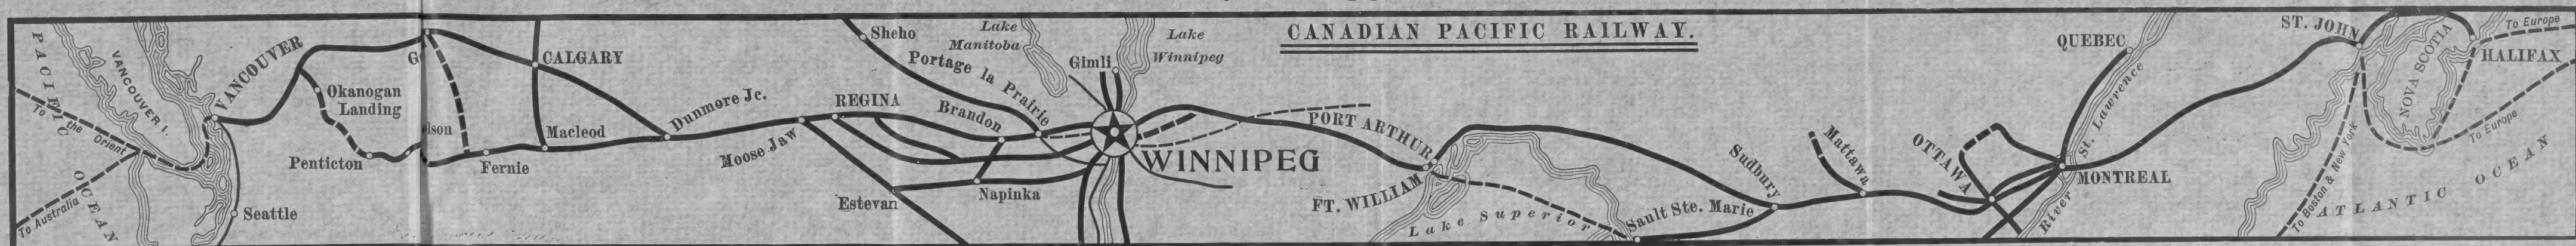 CANADIAN PACIFIC RAILWAY.
PACIFIC
OCEAN
VANCOUVER I.
To the Orient
To Australia
VANCOUVER
Seattle
Okanogan
Landing
Penticton
G
lson
CALGARY
Macleod
Fernie
Dunmore Jc.
Moose Jaw
REGINA
Sheho
Portage la Prairie
Brandon
Estevan
Napinka
Lake
Manitoba
Gimli
Lake
Winnipeg
WINNIPEG
PORT ARTHUR
FT. WILLIAM
Lake Superior
Sault Ste. Marie
Sudbury
Mattawa
OTTAWA
QUEBEC
St. Lawrence
River
MONTREAL
ST. JOHN
NOVA SCOTIA
To Europe
HALIFAX
To Europe
To Boston & New York
ATLANTIC OCEAN